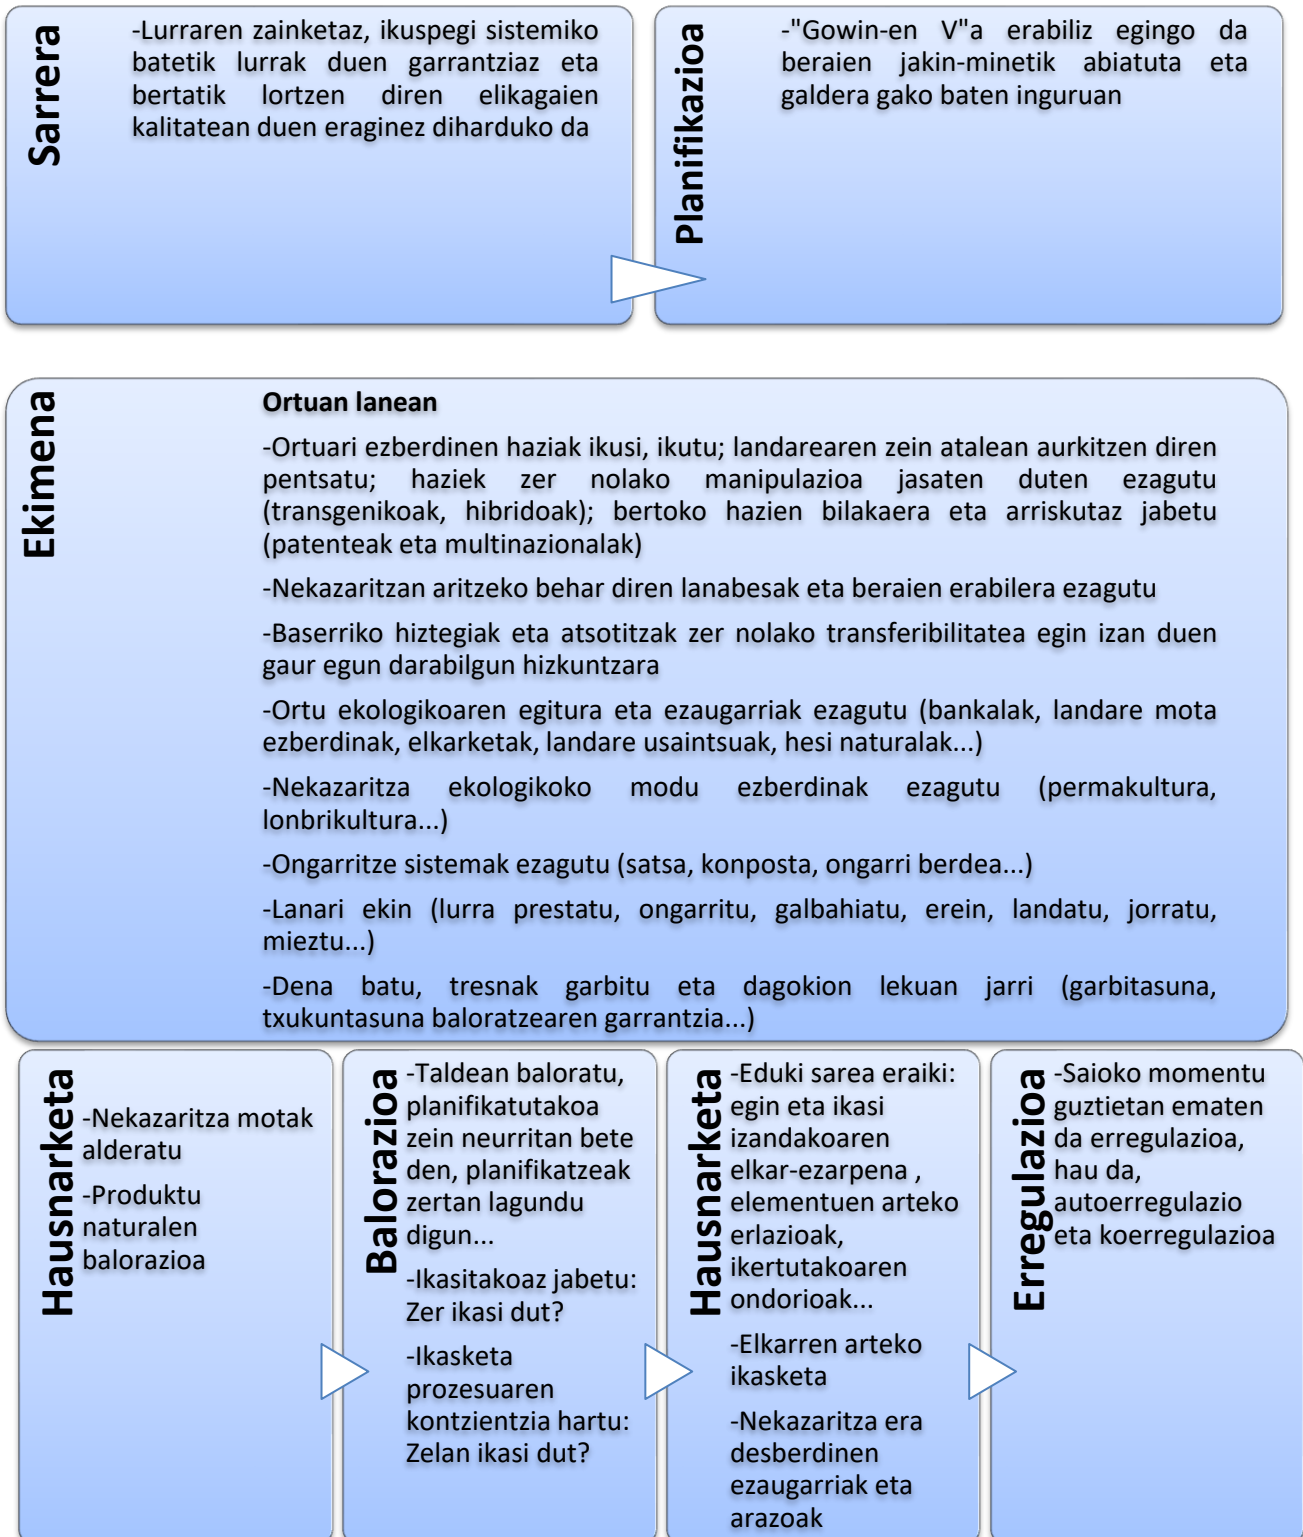 Sarrera
-Lurraren zainketaz, ikuspegi sistemiko
batetik lurrak duen garrantziaz eta
bertatik lortzen diren elikagaien
kalitatean duen eraginez diharduko da
Planifikazioa
-"Gowin-en V"a erabiliz egingo da
beraien jakin-minetik abiatuta eta
galdera gako baten inguruan
Ekimena
Ortuan lanean
-Ortuari ezberdinen haziak ikusi, ikutu; landarearen zein atalean aurkitzen diren
pentsatu; haziek zer nolako manipulazioa jasaten duten ezagutu
(transgenikoak, hibridoak); bertoko hazien bilakaera eta arriskutaz jabetu
(patenteak eta multinazionalak)
-Nekazaritzan aritzeko behar diren lanabesak eta beraien erabilera ezagutu
-Baserriko hiztegiak eta atsotitzak zer nolako transferibilitatea egin izan duen
gaur egun darabilgun hizkuntzara
-Ortu ekologikoaren egitura eta ezaugarriak ezagutu (bankalak, landare mota
ezberdinak, elkarketak, landare usaintsuak, hesi naturalak...)
-Nekazaritza ekologikoko modu ezberdinak ezagutu (permakultura,
lonbrikultura...)
-Ongarritze sistemak ezagutu (satsa, konposta, ongarri berdea...)
-Lanari ekin (lurra prestatu, ongarritu, galbahiatu, erein, landatu, jorratu,
mieztu...)
-Dena batu, tresnak garbitu eta dagokion lekuan jarri (garbitasuna,
txukuntasuna baloratzearen garrantzia...)
Hausnarketa
-Nekazaritza motak
alderatu
-Produktu
naturalen
balorazioa
Balorazioa
-Taldean baloratu,
planifikatutakoa
zein neurritan bete
den, planifikatzeak
zertan lagundu
digun...
-Ikasitakoaz jabetu:
Zer ikasi dut?
-Ikasketa
prozesuaren
kontzientzia hartu:
Zelan ikasi dut?
Hausnarketa
-Eduki sarea eraiki:
egin eta ikasi
izandakoaren
elkar-ezarpena ,
elementuen arteko
erlazioak,
ikertutakoaren
ondorioak...
-Elkarren arteko
ikasketa
-Nekazaritza era
desberdinen
ezaugarriak eta
arazoak
Erregulazioa
-Saioko momentu
guztietan ematen
da erregulazioa,
hau da,
autoerregulazio
eta koerregulazioa